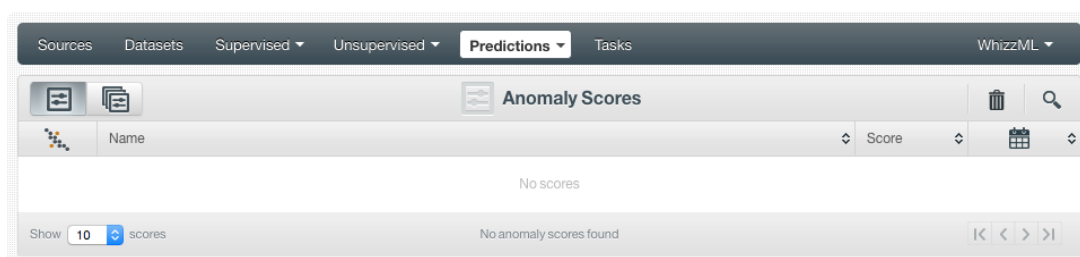 Sources Datasets Supervised Unsupervised Predictions Tasks WhizzML
Anomaly Scores
Name Score
No scores
Show 10 scores No anomaly scores found